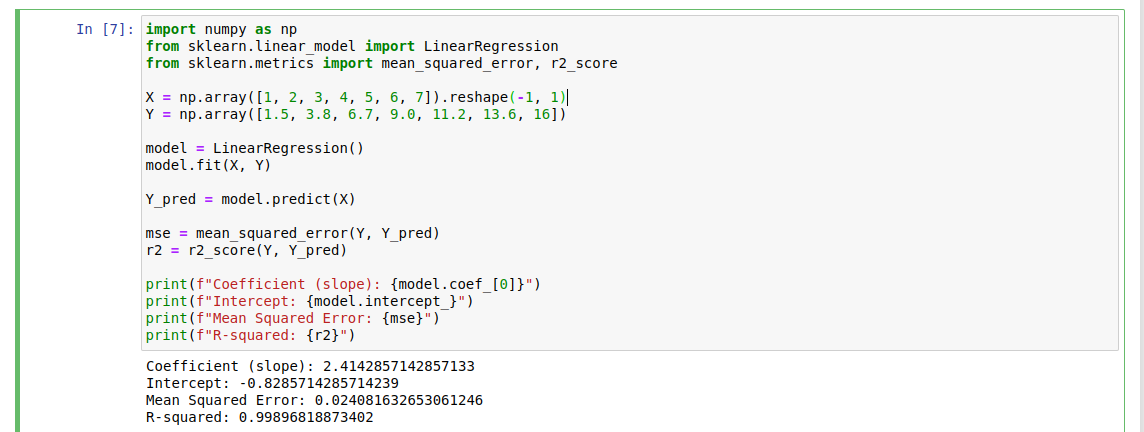 In [7]:
import numpy as np
from sklearn.linear_model import LinearRegression
from sklearn.metrics import mean_squared_error, r2_score
X = np.array([1, 2, 3, 4, 5, 6, 7]).reshape(-1, 1)
Y = np.array([1.5, 3.8, 6.7, 9.0, 11.2, 13.6, 16])
model = LinearRegression()
model.fit(X, Y)
Y_pred = model.predict(X)
mse = mean_squared_error(Y, Y_pred)
r2 = r2_score(Y, Y_pred)
print(f"Coefficient (slope): {model.coef_[0]}")
print(f"Intercept: {model.intercept_}")
print(f"Mean Squared Error: {mse}")
print(f"R-squared: {r2}")
Coefficient (slope): 2.4142857142857133
Intercept: -0.8285714285714239
Mean Squared Error: 0.024081632653061246
R-squared: 0.99896818873402